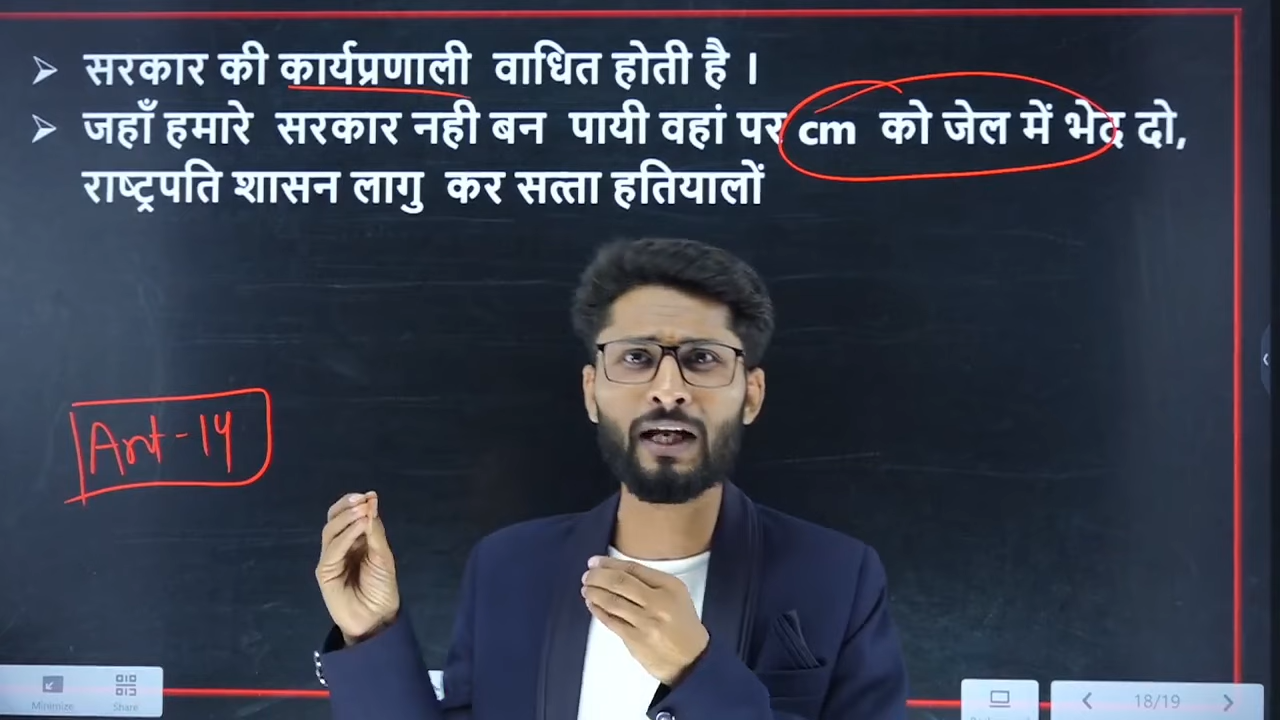 सरकार की कार्यप्रणाली वाधित होती है ।
जहाँ हमारे सरकार नही बन पायी वहां पर cm को जेल में भेद दो,
राष्ट्रपति शासन लागु कर सत्ता हतियालों
Art-14
Minimize
Share
18/19